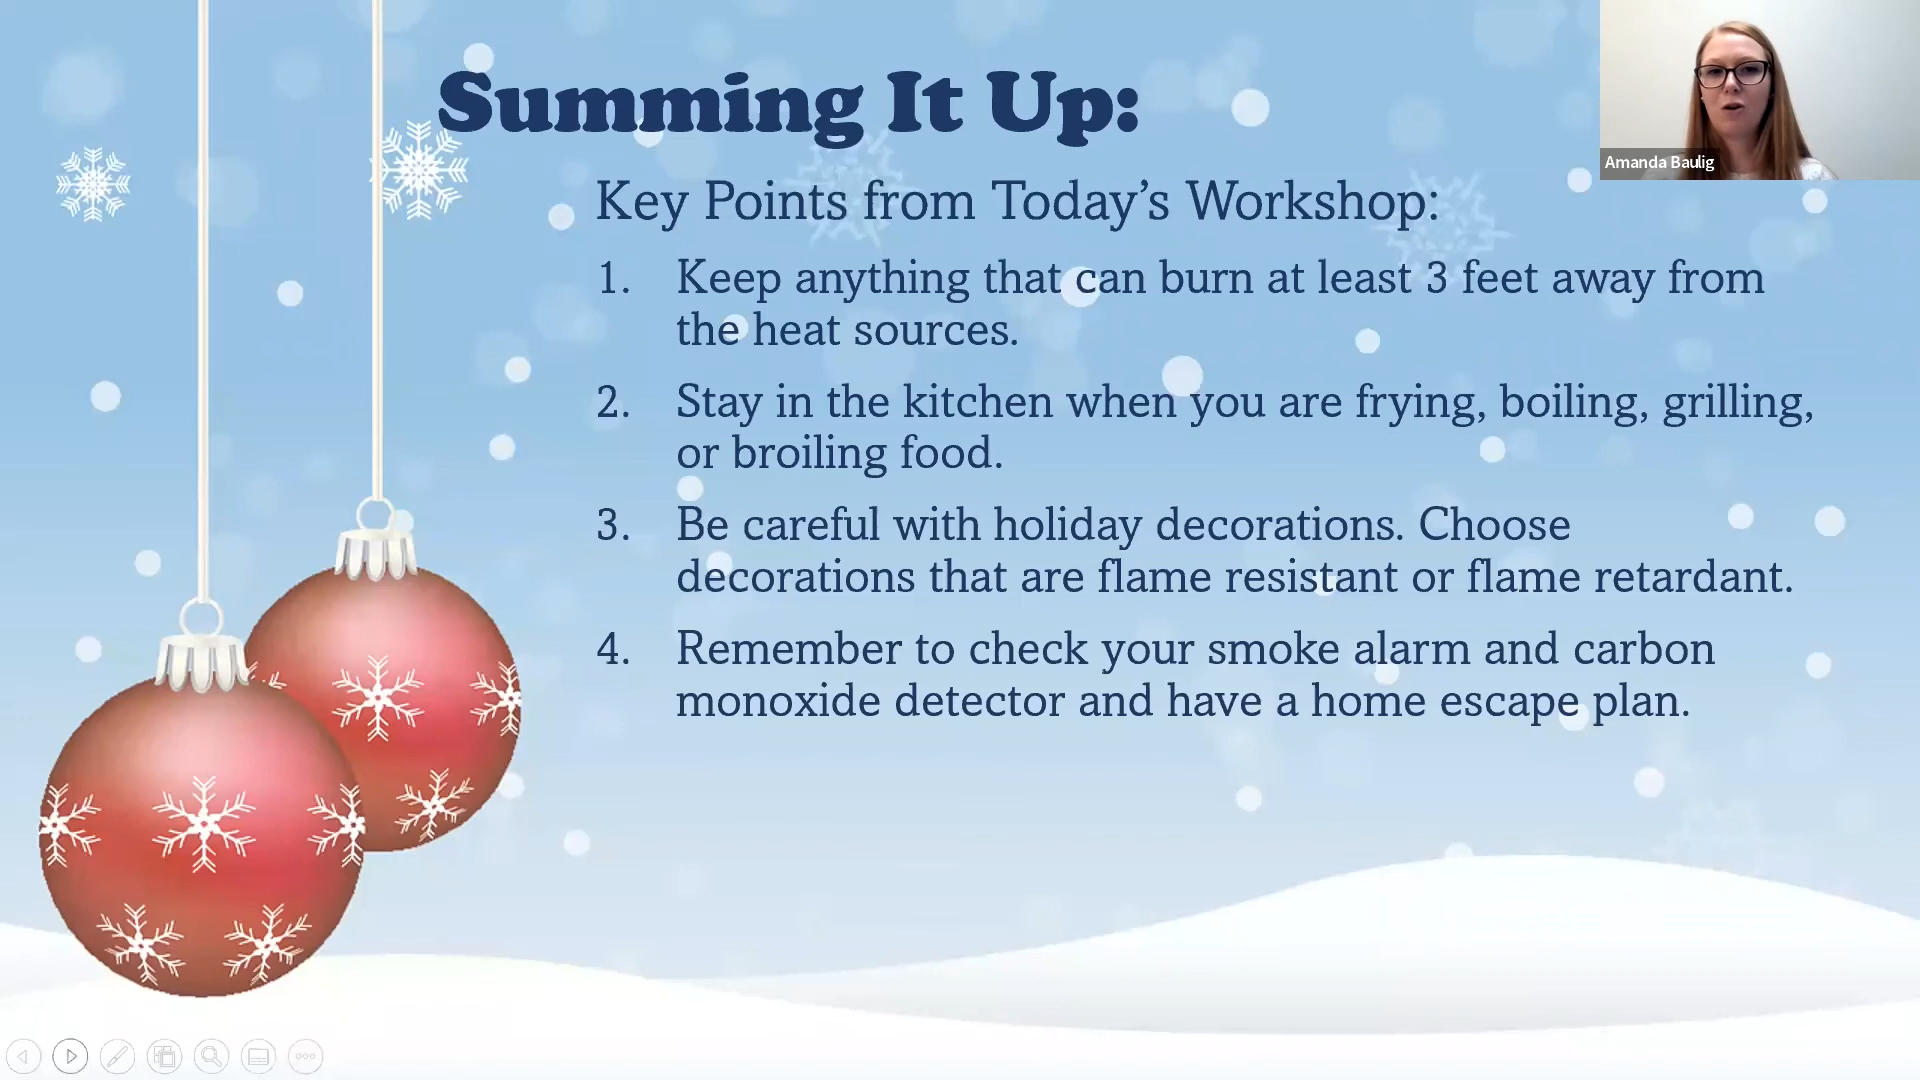 Summing It Up:
Amanda Baulig
Key Points from Today’s Workshop:
1. Keep anything that can burn at least 3 feet away from
the heat sources.
2. Stay in the kitchen when you are frying, boiling, grilling,
or broiling food.
3. Be careful with holiday decorations. Choose
decorations that are flame resistant or flame retardant.
4. Remember to check your smoke alarm and carbon
monoxide detector and have a home escape plan.